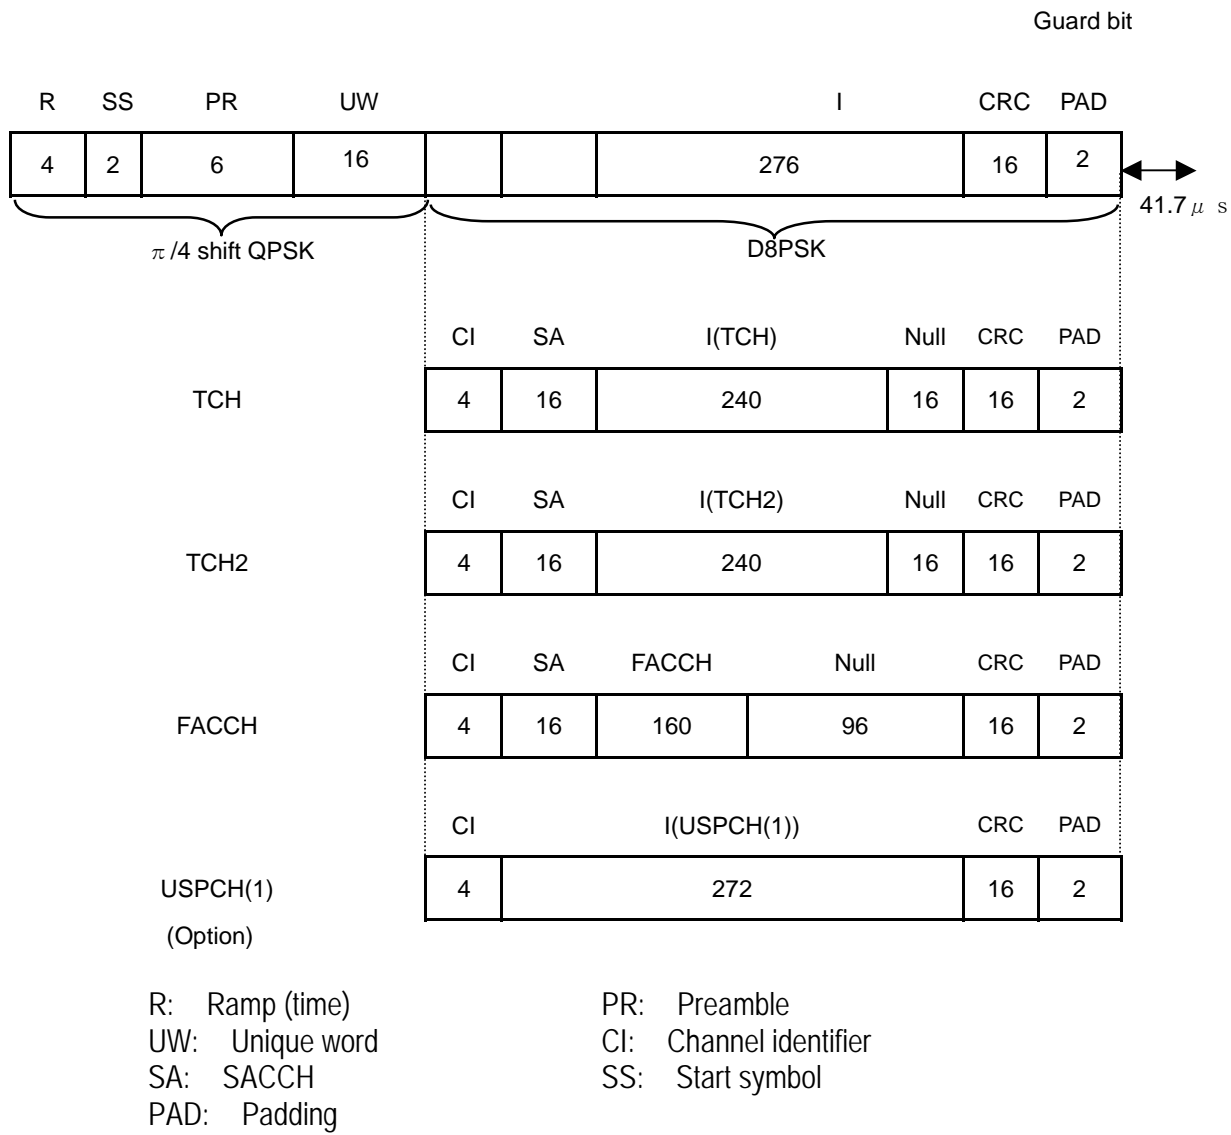 Guard bit
R SS PR UW I CRC PAD
4 2 6 16 276 16 2
41.7μs
π/4 shift QPSK D8PSK
CI SA I(TCH) Null CRC PAD
TCH 4 16 240 16 16 2
CI SA I(TCH2) Null CRC PAD
TCH2 4 16 240 16 16 2
CI SA FACCH Null CRC PAD
FACCH 4 16 160 96 16 2
CI I(USPCH(1)) CRC PAD
USPCH(1) 4 272 16 2
(Option)
R: Ramp (time) PR: Preamble
UW: Unique word CI: Channel identifier
SA: SACCH SS: Start symbol
PAD: Padding